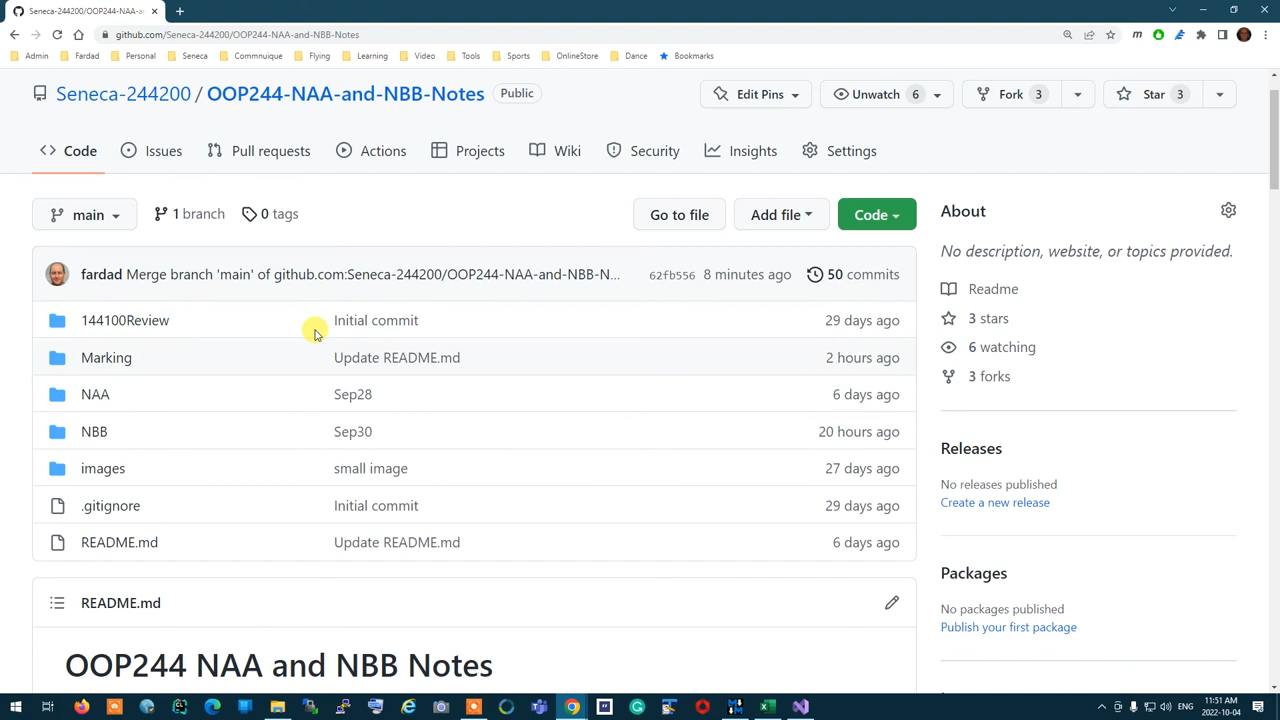 Seneca-244200/OOP244-NAA-an
github.com/Seneca-244200/OOP244-NAA-and-NBB-Notes
Admin Fardad Personal Seneca Commnuique Flying Learning Video Tools Sports OnlineStore Dance Bookmarks
Seneca-244200 / OOP244-NAA-and-NBB-Notes Public
Edit Pins Unwatch 6 Fork 3 Star 3
Code Issues Pull requests Actions Projects Wiki Security Insights Settings
main 1 branch 0 tags Go to file Add file Code
About
No description, website, or topics provided.
fardad Merge branch 'main' of github.com:Seneca-244200/OOP244-NAA-and-NBB-N... 62fb556 8 minutes ago 50 commits
Readme
144100Review Initial commit 29 days ago
3 stars
6 watching
Marking Update README.md 2 hours ago
3 forks
NAA Sep28 6 days ago
NBB Sep30 20 hours ago
Releases
images small image 27 days ago
No releases published
Create a new release
.gitignore Initial commit 29 days ago
README.md Update README.md 6 days ago
Packages
README.md
No packages published
Publish your first package
OOP244 NAA and NBB Notes
ENG
11:51 AM
2022-10-04